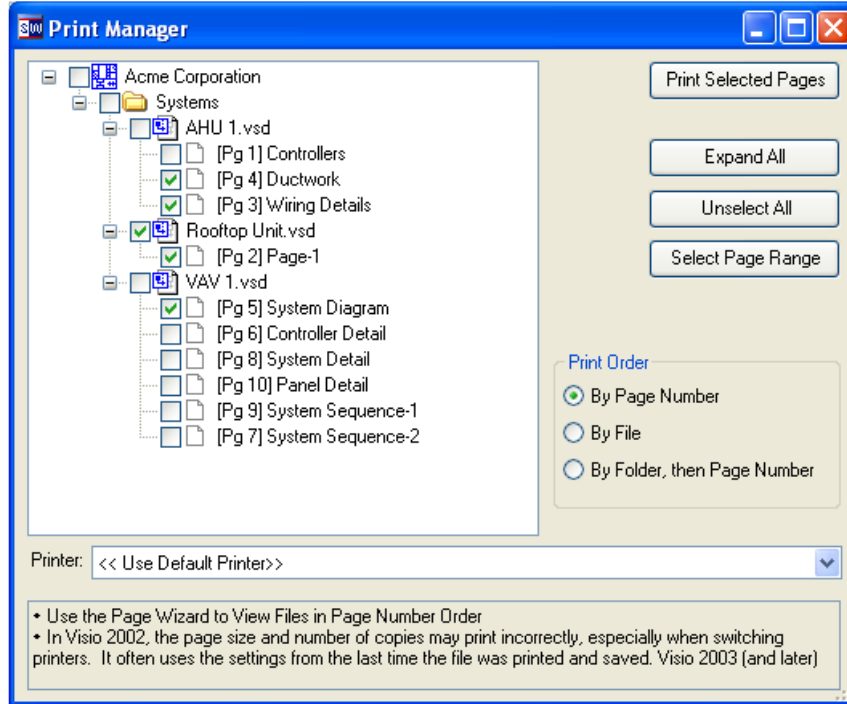 SW Print Manager
Acme Corporation
Systems
AHU 1.vsd
[Pg 1] Controllers
[Pg 4] Ductwork
[Pg 3] Wiring Details
Rooftop Unit.vsd
[Pg 2] Page-1
VAV 1.vsd
[Pg 5] System Diagram
[Pg 6] Controller Detail
[Pg 8] System Detail
[Pg 10] Panel Detail
[Pg 9] System Sequence-1
[Pg 7] System Sequence-2
Print Selected Pages
Expand All
Unselect All
Select Page Range
Print Order
By Page Number
By File
By Folder, then Page Number
Printer: << Use Default Printer>>
• Use the Page Wizard to View Files in Page Number Order
• In Visio 2002, the page size and number of copies may print incorrectly, especially when switching
printers.  It often uses the settings from the last time the file was printed and saved. Visio 2003 (and later)